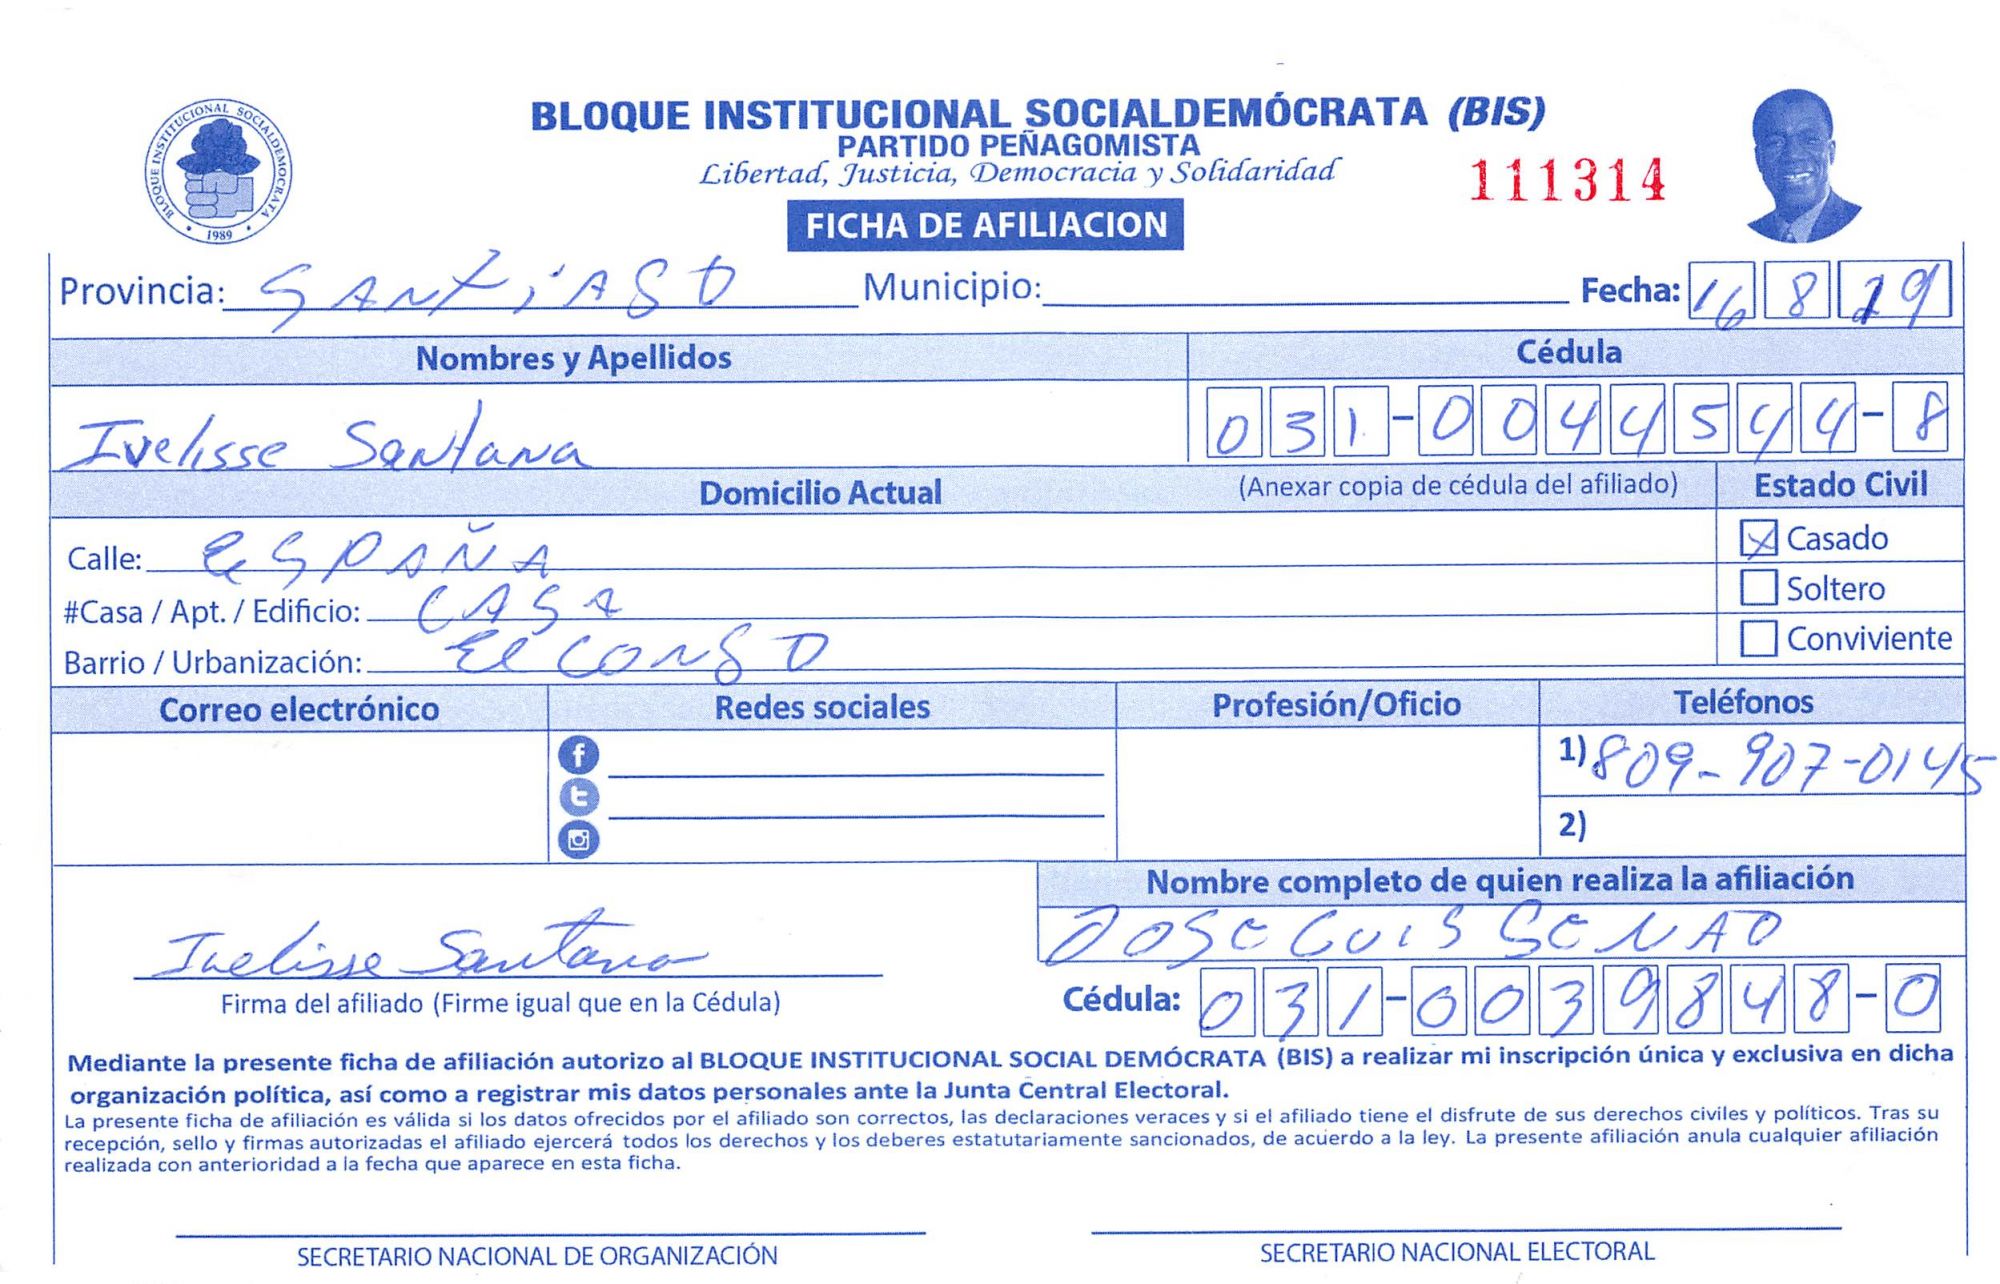 BLOQUE INSTITUCIONAL SOCIALDEMÓCRATA (BIS)
PARTIDO PEÑAGOMISTA
Libertad, Justicia, Democracia y Solidaridad
111314
FICHA DE AFILIACION
BLOQUE INSTITUCIONAL SOCIALDEMOCRATA
1989
Provincia: SANTIAGO Municipio: Fecha: 16 8 19
Nombres y Apellidos Cédula
Ivelisse Santana 031-0044544-8
Domicilio Actual (Anexar copia de cédula del afiliado) Estado Civil
Calle: ESPAÑA X Casado
#Casa / Apt. / Edificio: CASA Soltero
Barrio / Urbanización: El CONGO Conviviente
Correo electrónico Redes sociales Profesión/Oficio Teléfonos
1) 809-907-0145
2)
Nombre completo de quien realiza la afiliación
JOSE LUIS
Ivelisse Santana
Firma del afiliado (Firme igual que en la Cédula) Cédula: 031-0039848-0
Mediante la presente ficha de afiliación autorizo al BLOQUE INSTITUCIONAL SOCIAL DEMÓCRATA (BIS) a realizar mi inscripción única y exclusiva en dicha
organización política, así como a registrar mis datos personales ante la Junta Central Electoral.
La presente ficha de afiliación es válida si los datos ofrecidos por el afiliado son correctos, las declaraciones veraces y si el afiliado tiene el disfrute de sus derechos civiles y políticos. Tras su
recepción, sello y firmas autorizadas el afiliado ejercerá todos los derechos y los deberes estatutariamente sancionados, de acuerdo a la ley. La presente afiliación anula cualquier afiliación
realizada con anterioridad a la fecha que aparece en esta ficha.
SECRETARIO NACIONAL DE ORGANIZACIÓN SECRETARIO NACIONAL ELECTORAL